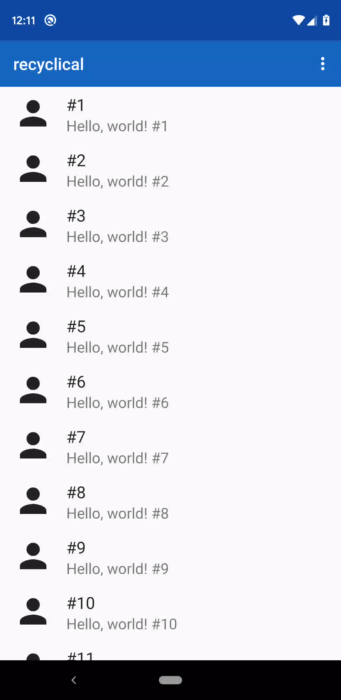 12:11
recyclical
#1
Hello, world! #1
#2
Hello, world! #2
#3
Hello, world! #3
#4
Hello, world! #4
#5
Hello, world! #5
#6
Hello, world! #6
#7
Hello, world! #7
#8
Hello, world! #8
#9
Hello, world! #9
#10
Hello, world! #10
#11